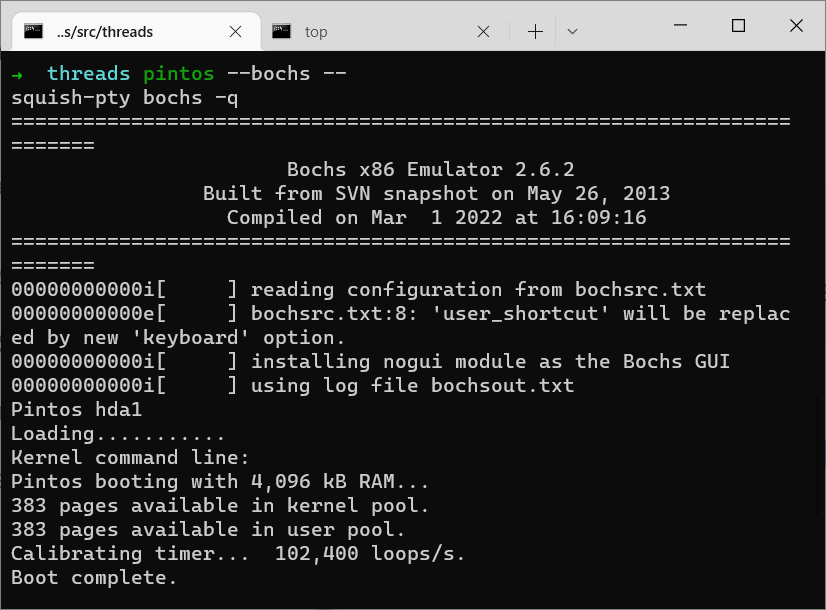 ..s/src/threads
top
→ threads pintos --bochs --
squish-pty bochs -q
=================================================================
=======
Bochs x86 Emulator 2.6.2
Built from SVN snapshot on May 26, 2013
Compiled on Mar  1 2022 at 16:09:16
=================================================================
=======
00000000000i[     ] reading configuration from bochsrc.txt
00000000000e[     ] bochsrc.txt:8: 'user_shortcut' will be replac
ed by new 'keyboard' option.
00000000000i[     ] installing nogui module as the Bochs GUI
00000000000i[     ] using log file bochsout.txt
Pintos hda1
Loading...........
Kernel command line:
Pintos booting with 4,096 kB RAM...
383 pages available in kernel pool.
383 pages available in user pool.
Calibrating timer...  102,400 loops/s.
Boot complete.